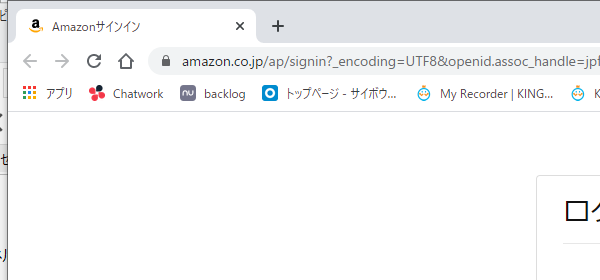 Amazonサインイン
amazon.co.jp/ap/signin?_encoding=UTF8&openid.assoc_handle=jpf
アプリ Chatwork nu backlog トップページ - サイボウ... My Recorder | KING... K
ログ